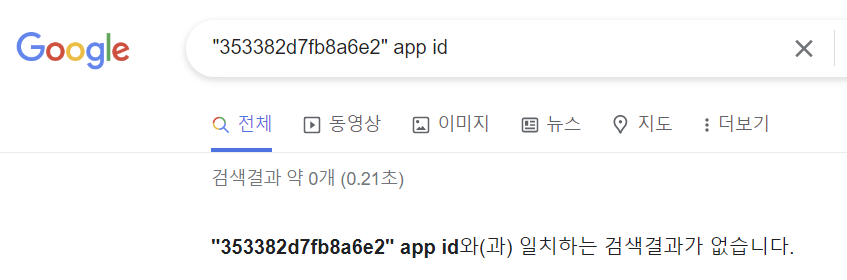 Google
"353382d7fb8a6e2" app id
전체 동영상 이미지 뉴스 지도 더보기
검색결과 약 0개 (0.21초)
"353382d7fb8a6e2" app id와(과) 일치하는 검색결과가 없습니다.